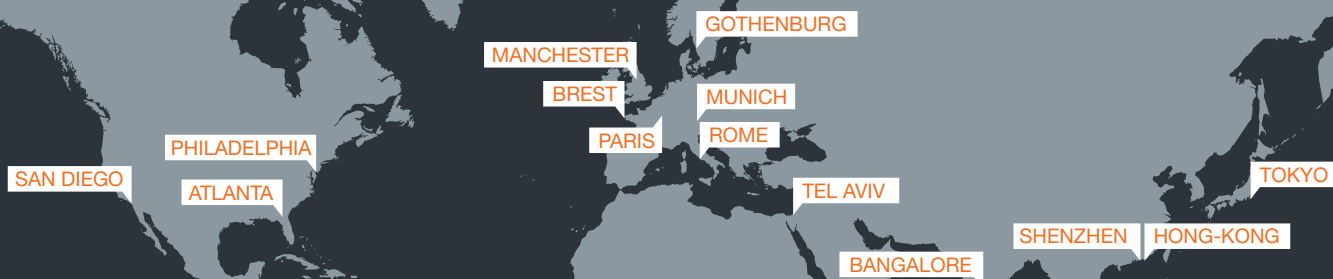 GOTHENBURG
MANCHESTER
BREST
MUNICH
PARIS
ROME
PHILADELPHIA
SAN DIEGO
ATLANTA
TEL AVIV
TOKYO
SHENZHEN
HONG-KONG
BANGALORE